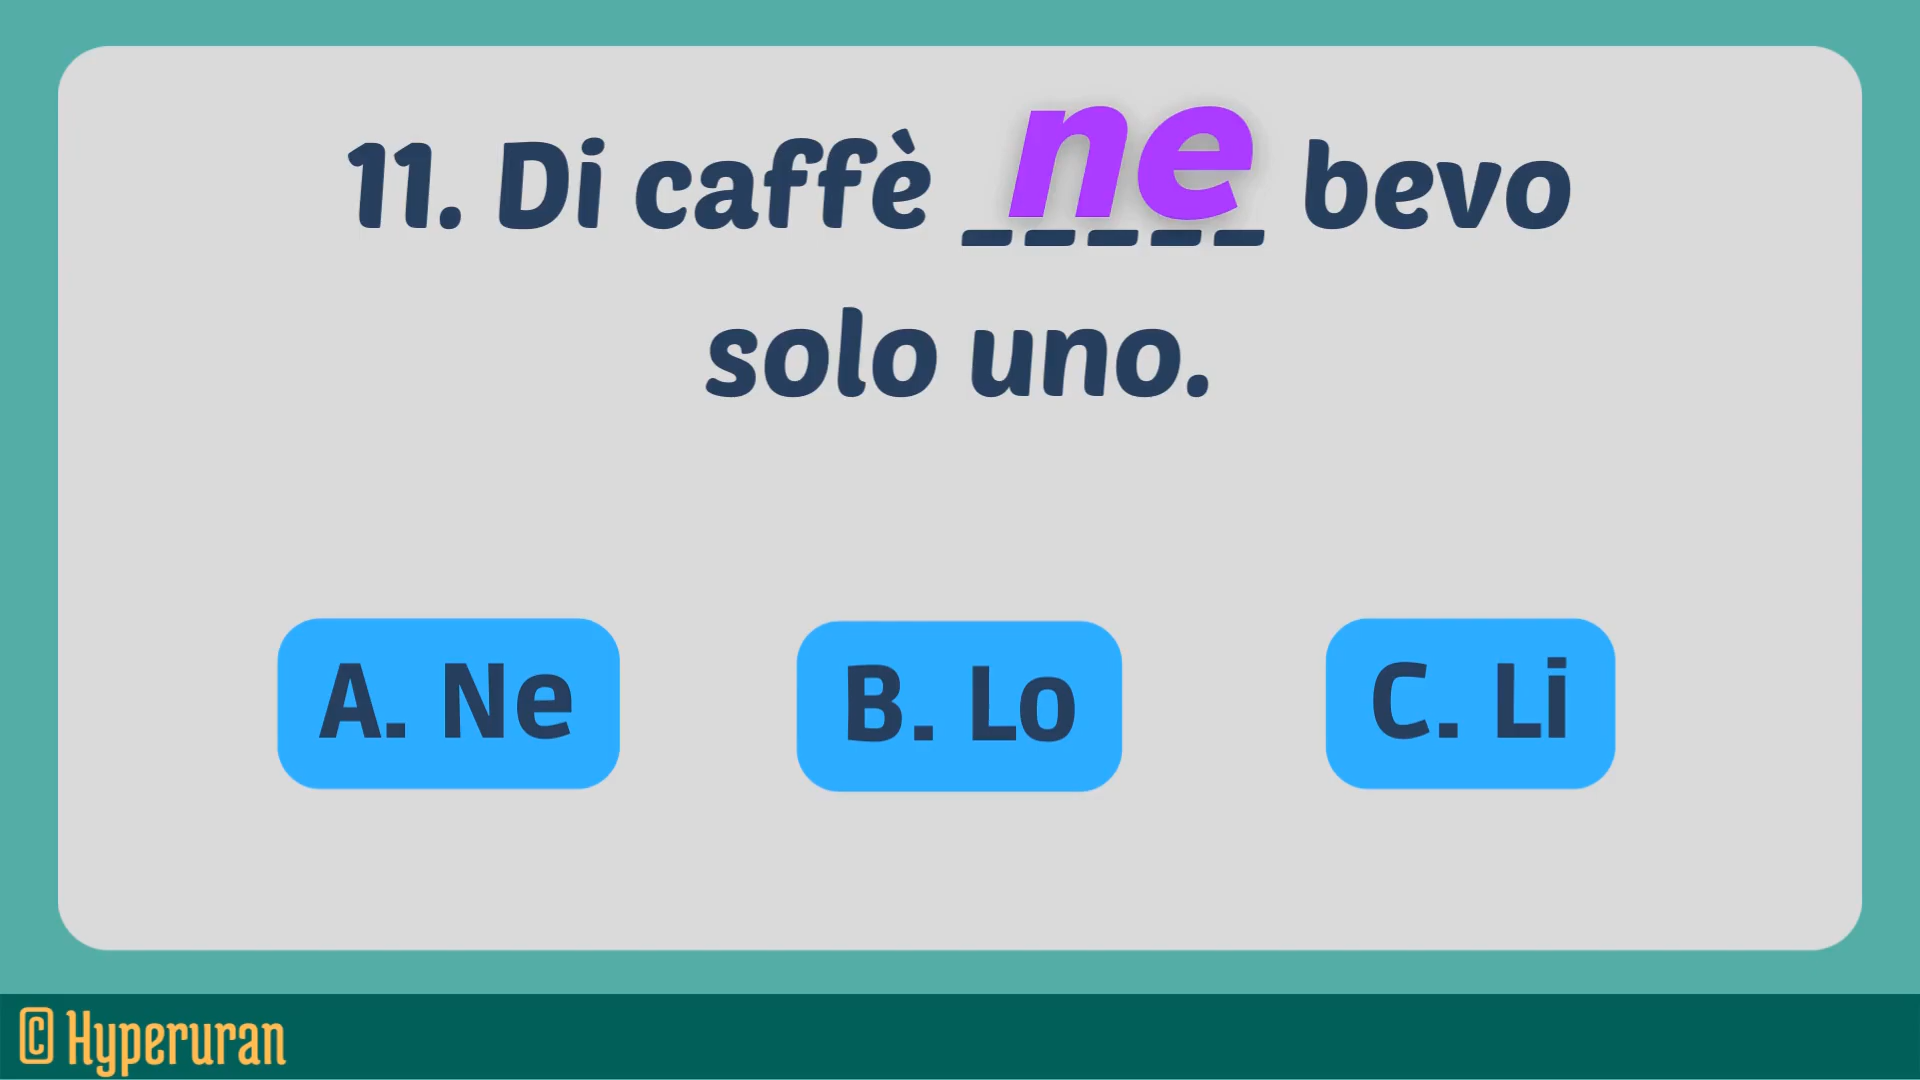 11. Di caffè ne bevo
solo uno.
A. Ne
B. Lo
C. Li
© Hyperuran